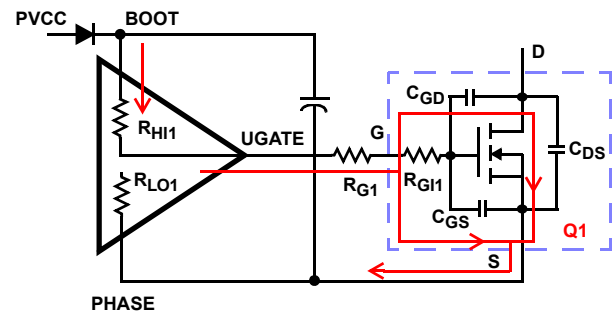 PVCC
BOOT
D
CGD
RHI1
UGATE
G
CDS
RLO1
RG1
RGI1
CGS
Q1
S
PHASE